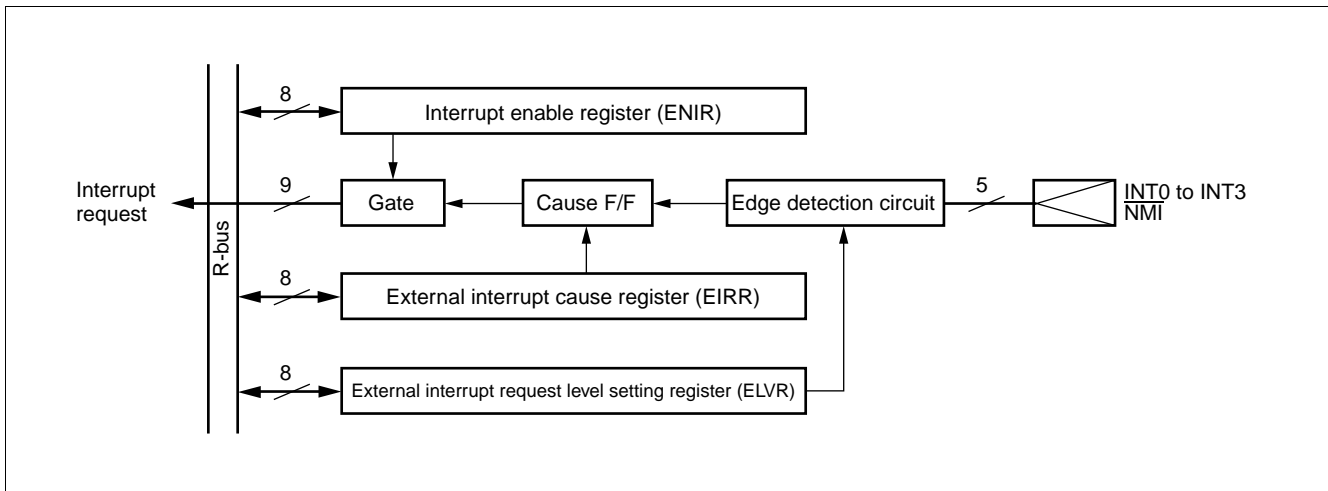 8
Interrupt enable register (ENIR)
Interrupt
request
9
Gate
Cause F/F
Edge detection circuit
5
INT0 to INT3
NMI
R-bus
8
External interrupt cause register (EIRR)
8
External interrupt request level setting register (ELVR)